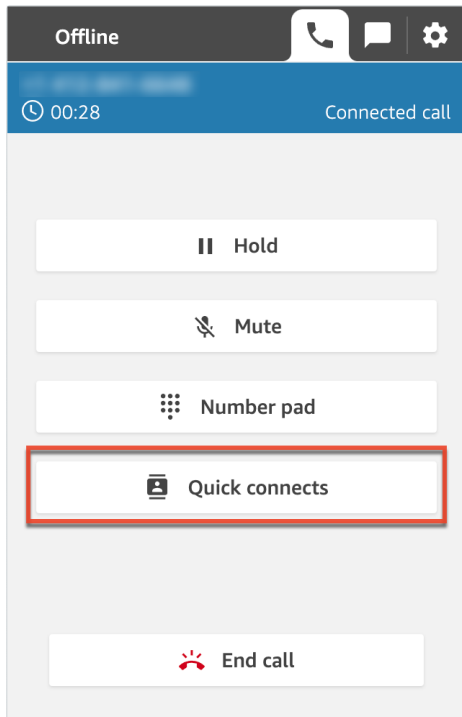 Offline
00:28
Connected call
Hold
Mute
Number pad
Quick connects
End call